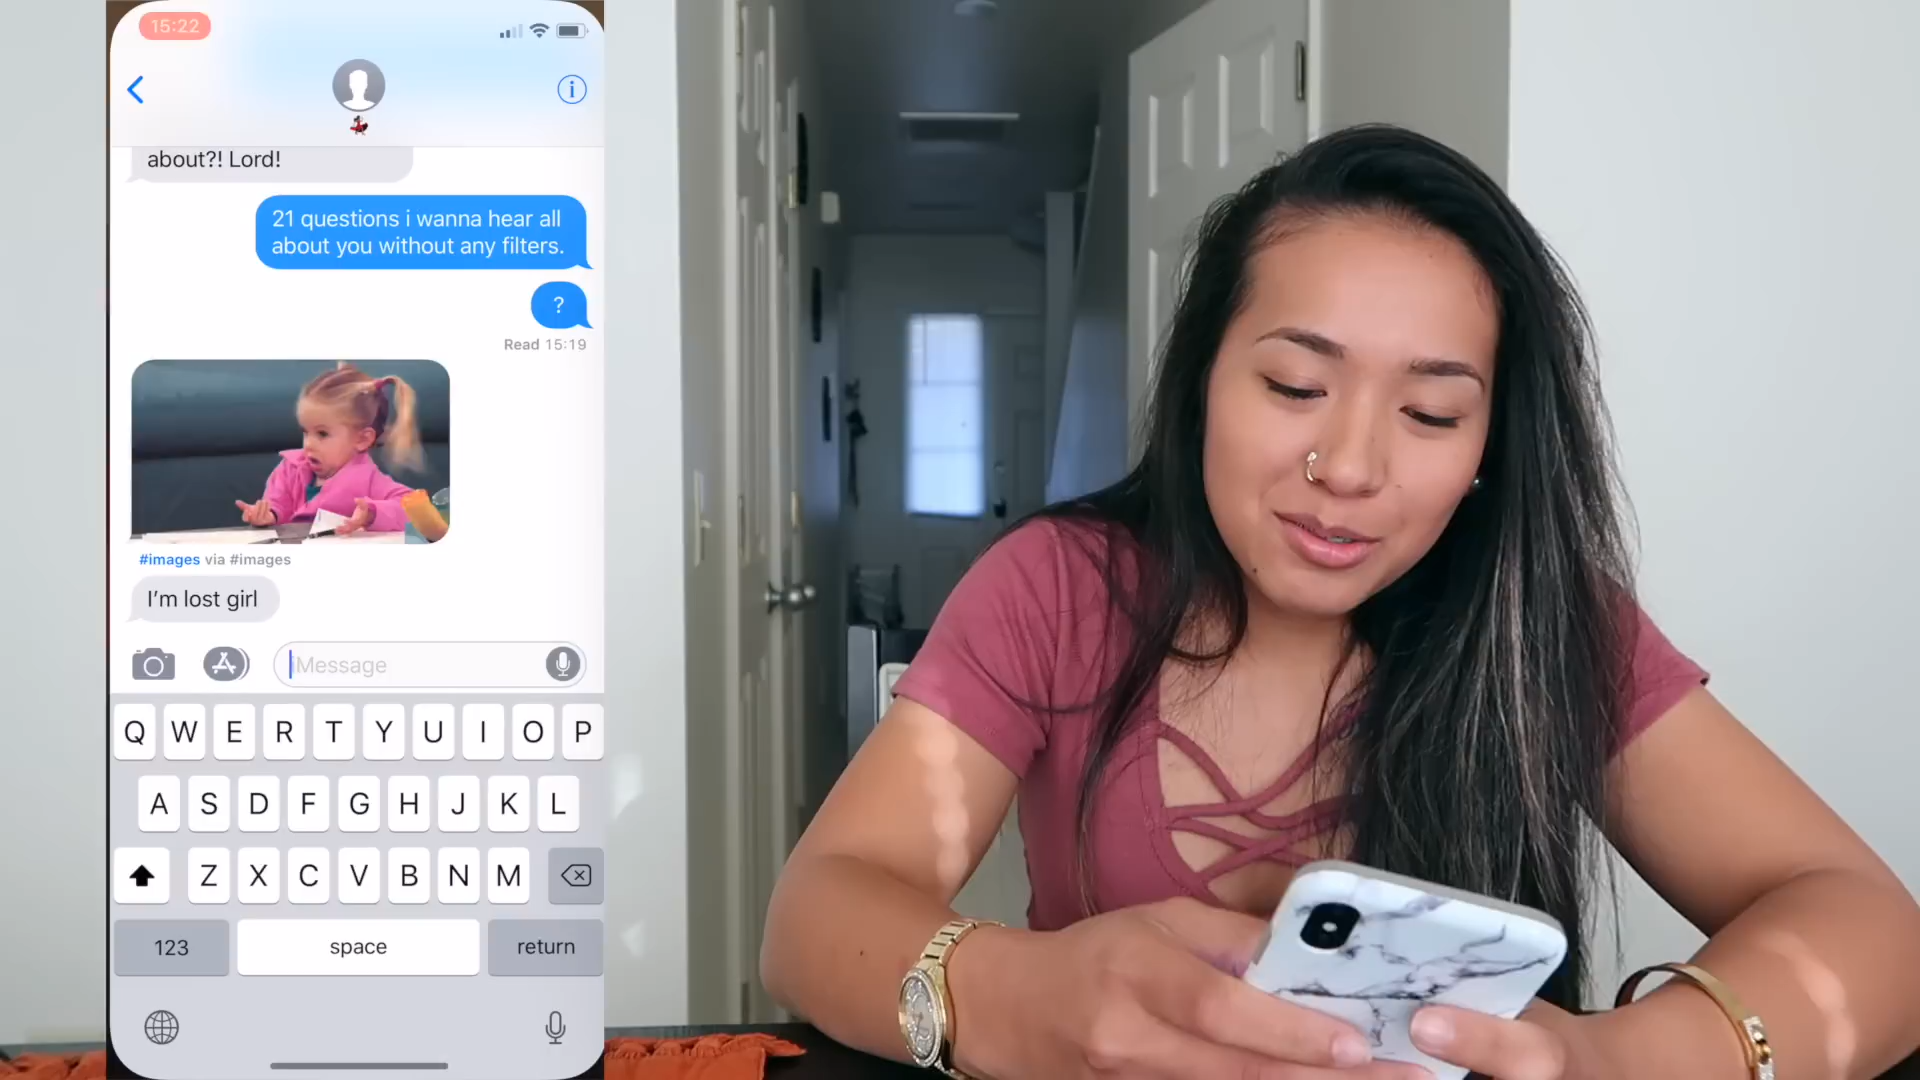 15:22
about?! Lord!
21 questions i wanna hear all
about you without any filters.
?
Read 15:19
#images via #images
I'm lost girl
iMessage
Q W E R T Y U I O P
A S D F G H J K L
Z X C V B N M
123 space return